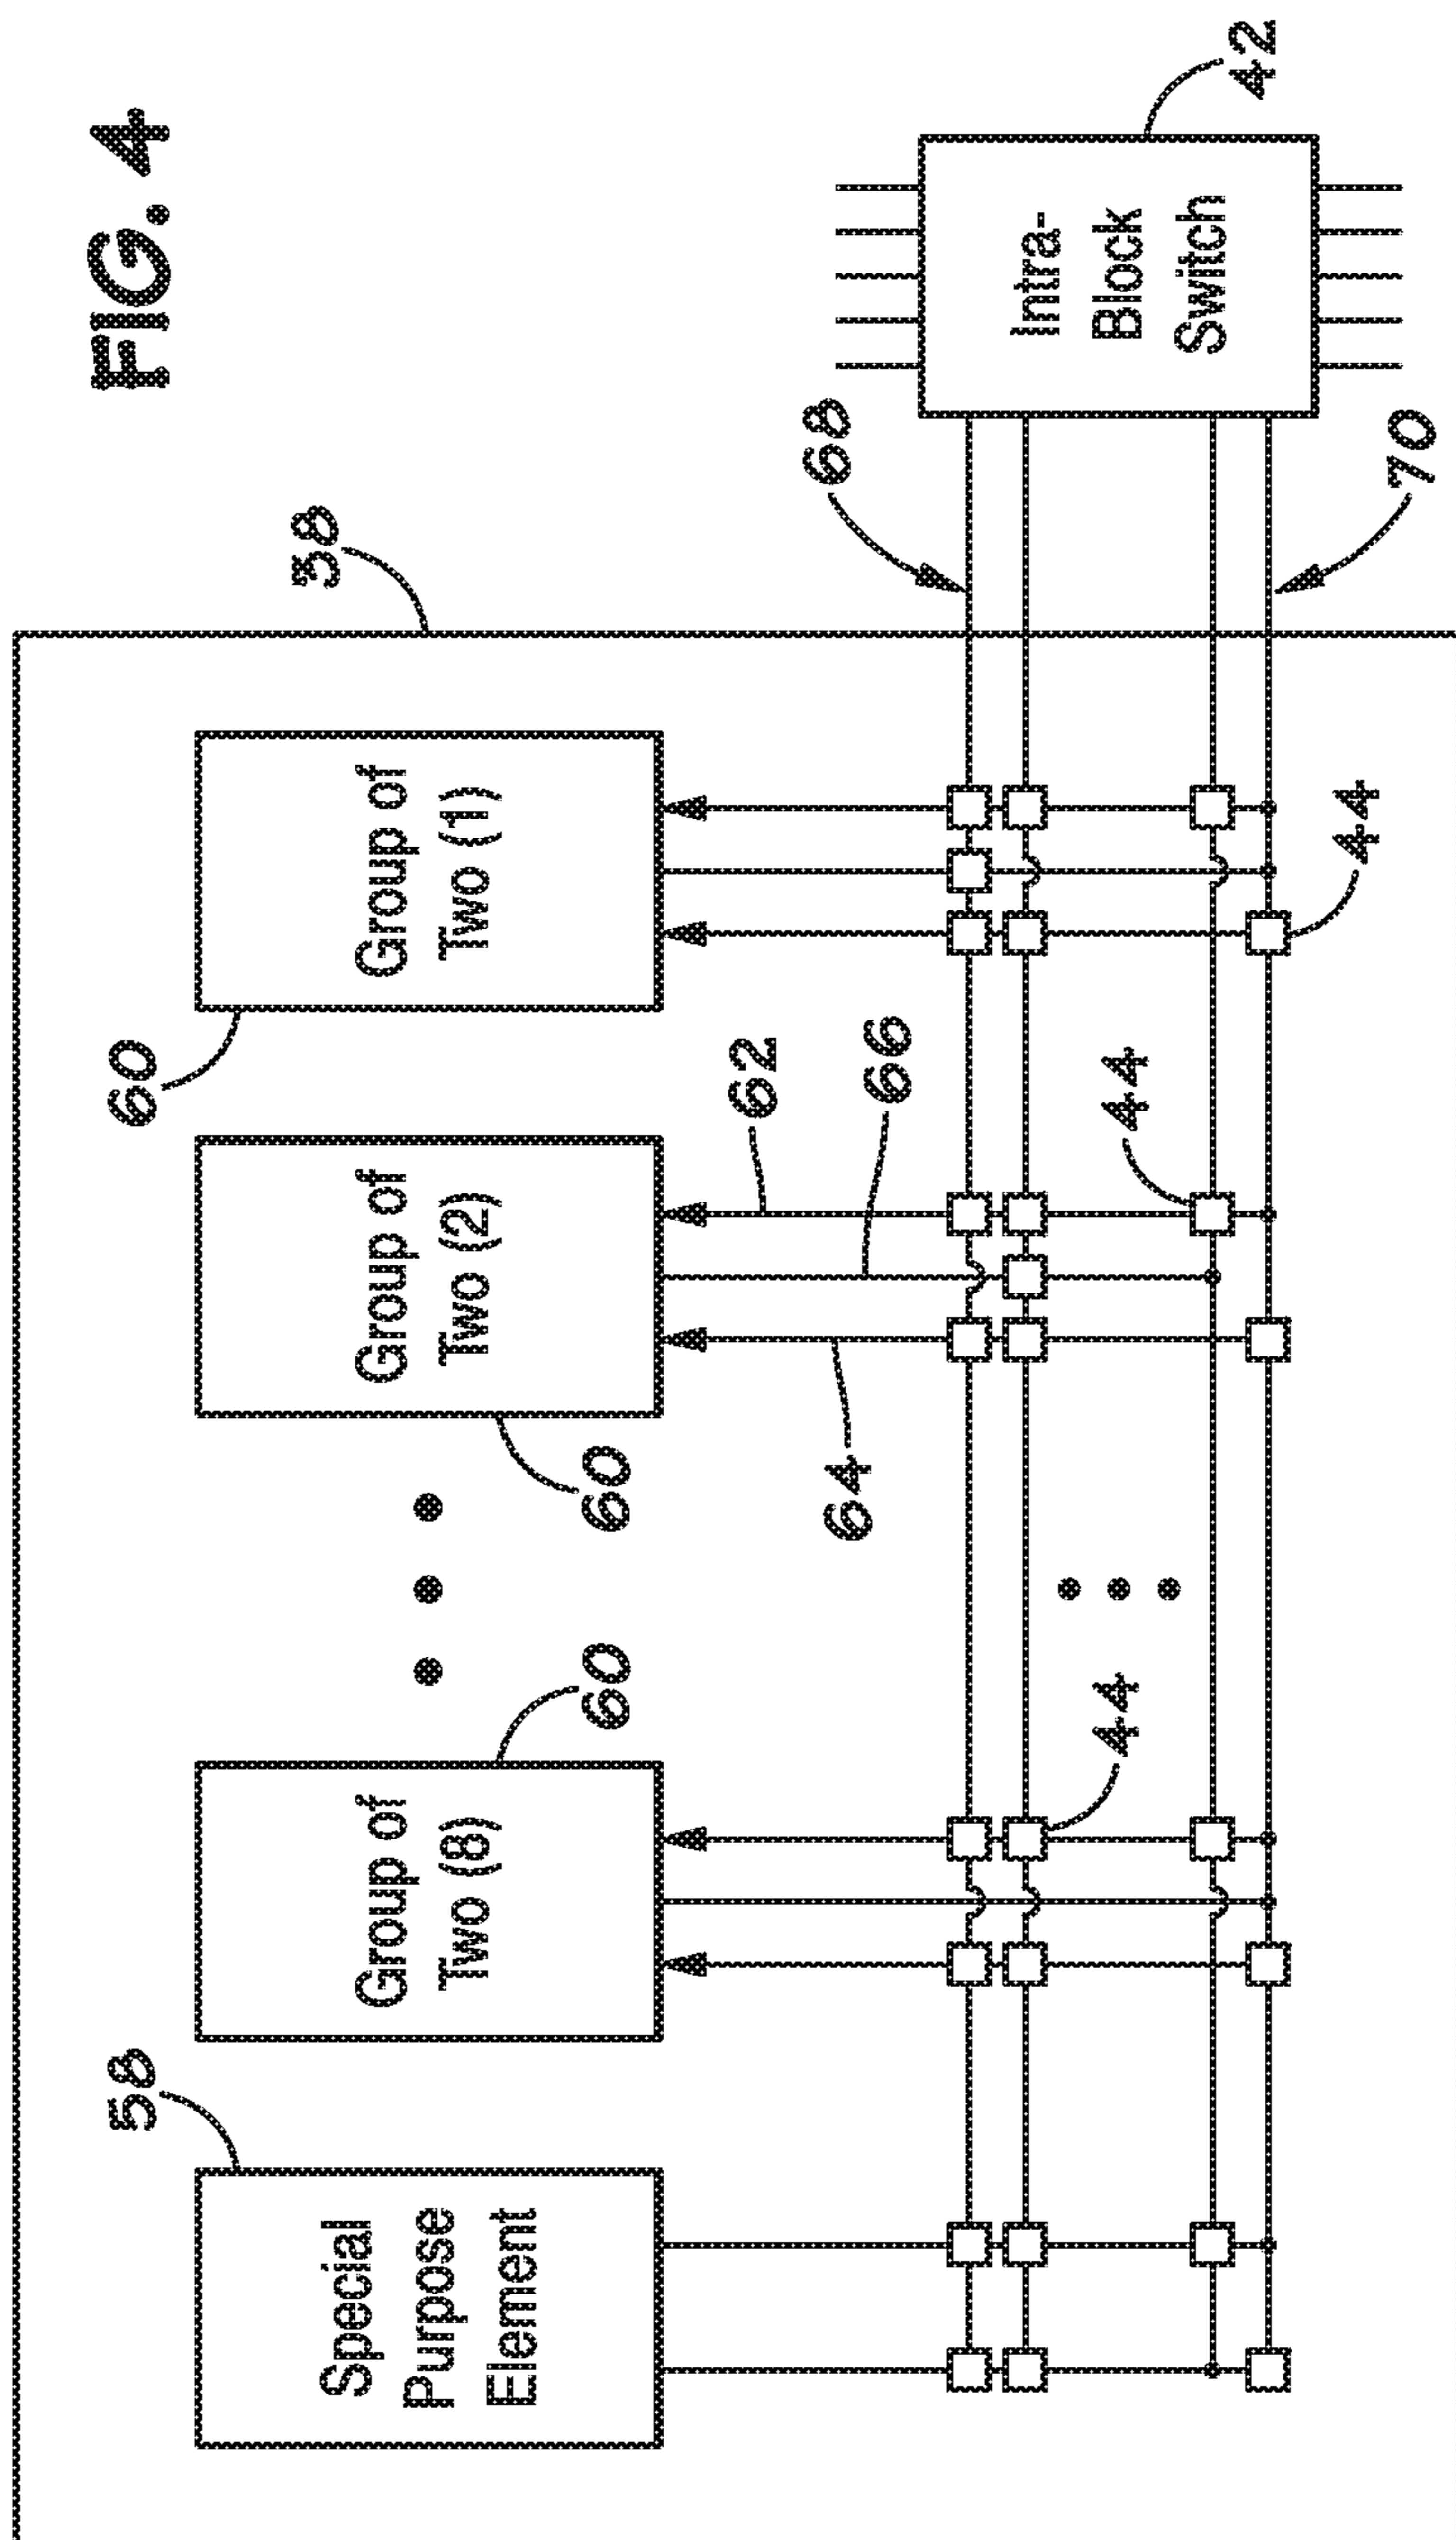 FIG. 4
38
58
Special
Purpose
Element
Group of
Two (8)
60
Group of
Two (2)
60
Group of
Two (1)
60
62
66
64
44
44
44
68
70
Intra-
Block
Switch
42